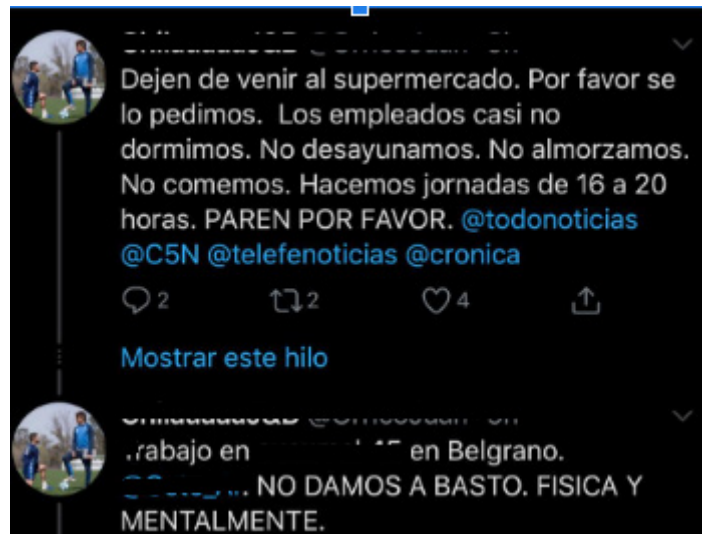 Dejen de venir al supermercado. Por favor se
lo pedimos. Los empleados casi no
dormimos. No desayunamos. No almorzamos.
No comemos. Hacemos jornadas de 16 a 20
horas. PAREN POR FAVOR. @todonoticias
@C5N @telefenoticias @cronica
2 2 4
Mostrar este hilo
en en Belgrano.
NO DAMOS A BASTO. FISICA Y
MENTALMENTE.